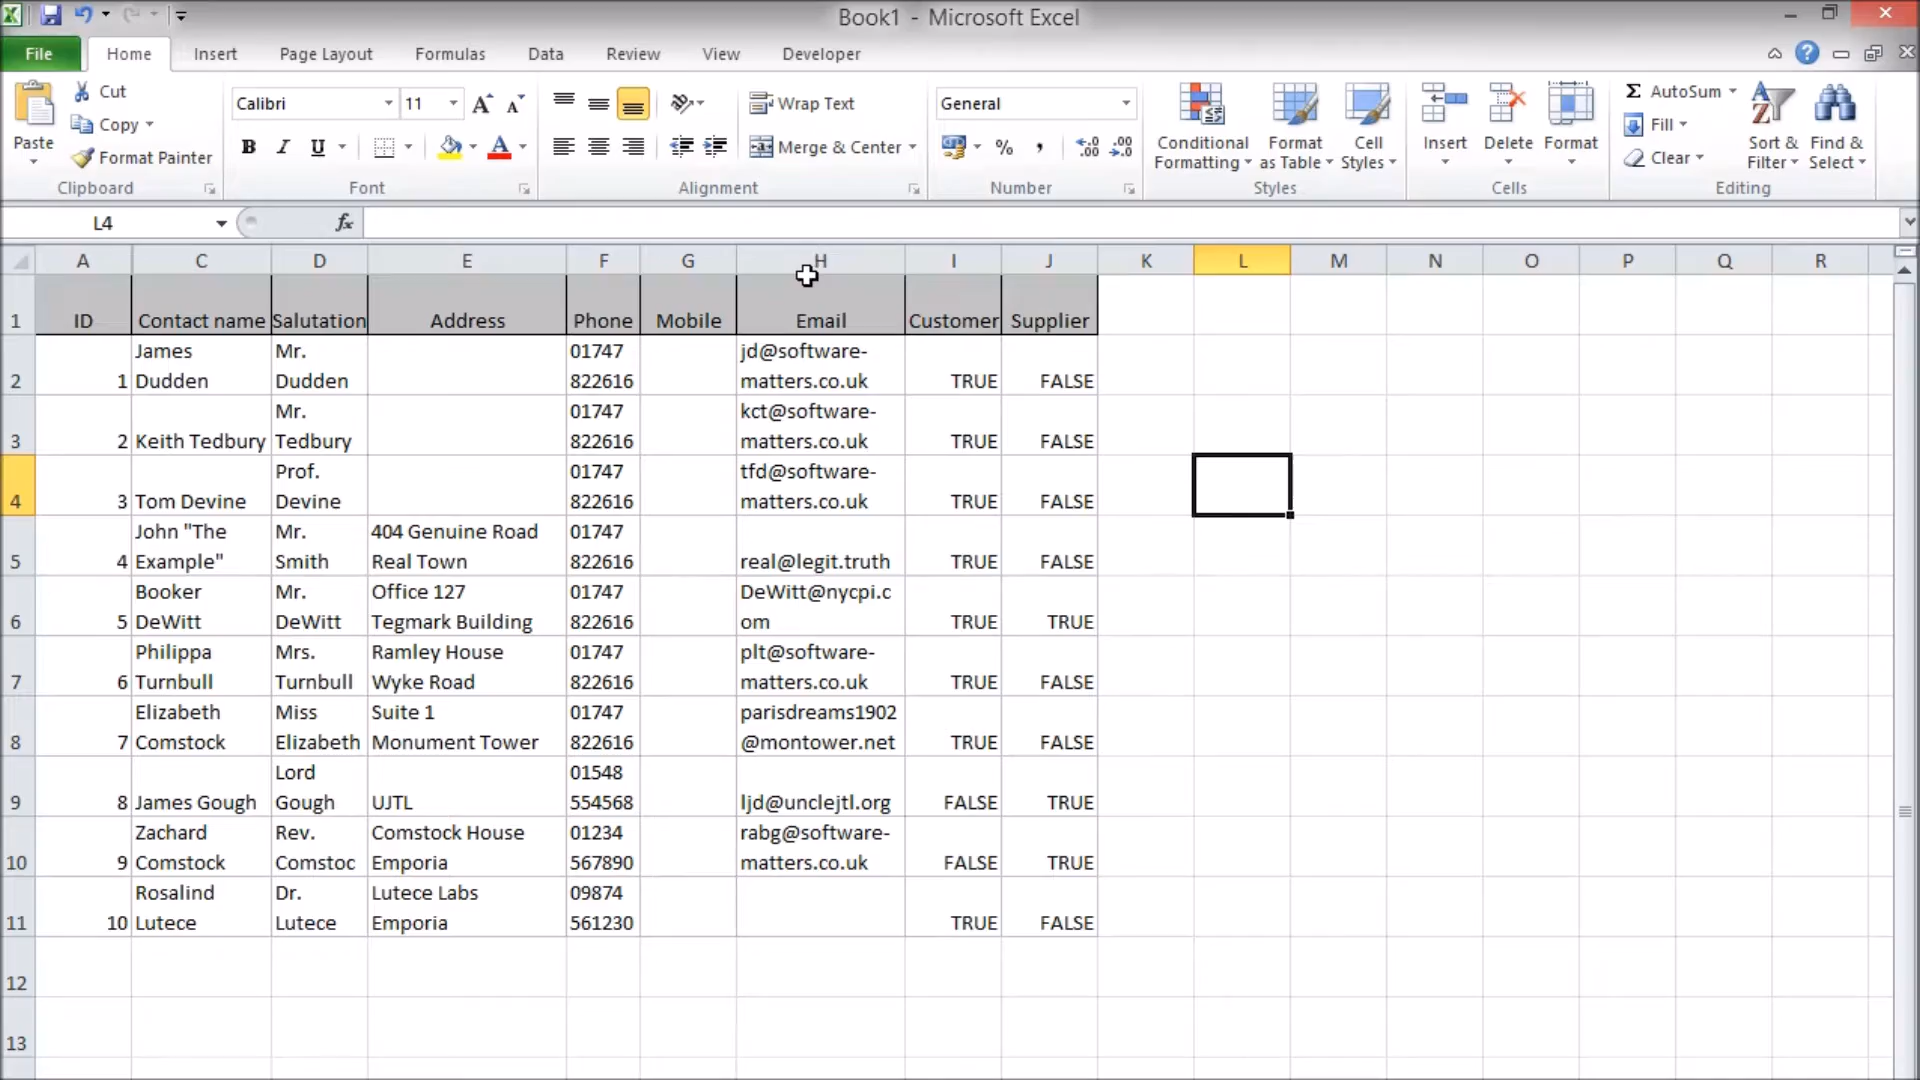 Book1 - Microsoft Excel
File Home Insert Page Layout Formulas Data Review View Developer
Paste
Cut
Copy
Format Painter
Clipboard
Calibri 11
B I U
Font
Wrap Text
Merge & Center
Alignment
General
% , .00 .00
Number
Conditional Formatting
Format as Table
Cell Styles
Styles
Insert
Delete
Format
Cells
Σ AutoSum
Fill
Clear
Sort & Filter
Find & Select
Editing
L4 fx
A C D E F G H I J K L M N O P Q R
1 ID Contact name Salutation Address Phone Mobile Email Customer Supplier
James Mr. 01747 jd@software-
2 1 Dudden Dudden 822616 matters.co.uk TRUE FALSE
Mr. 01747 kct@software-
3 2 Keith Tedbury Tedbury 822616 matters.co.uk TRUE FALSE
Prof. 01747 tfd@software-
4 3 Tom Devine Devine 822616 matters.co.uk TRUE FALSE
John "The Mr. 404 Genuine Road 01747
5 4 Example" Smith Real Town 822616 real@legit.truth TRUE FALSE
Booker Mr. Office 127 01747 DeWitt@nycpi.c
6 5 DeWitt DeWitt Tegmark Building 822616 om TRUE TRUE
Philippa Mrs. Ramley House 01747 plt@software-
7 6 Turnbull Turnbull Wyke Road 822616 matters.co.uk TRUE FALSE
Elizabeth Miss Suite 1 01747 parisdreams1902
8 7 Comstock Elizabeth Monument Tower 822616 @montower.net TRUE FALSE
Lord 01548
9 8 James Gough Gough UJTL 554568 ljd@unclejtl.org FALSE TRUE
Zachard Rev. Comstock House 01234 rabg@software-
10 9 Comstock Comstoc Emporia 567890 matters.co.uk FALSE TRUE
Rosalind Dr. Lutece Labs 09874
11 10 Lutece Lutece Emporia 561230 TRUE FALSE
12
13